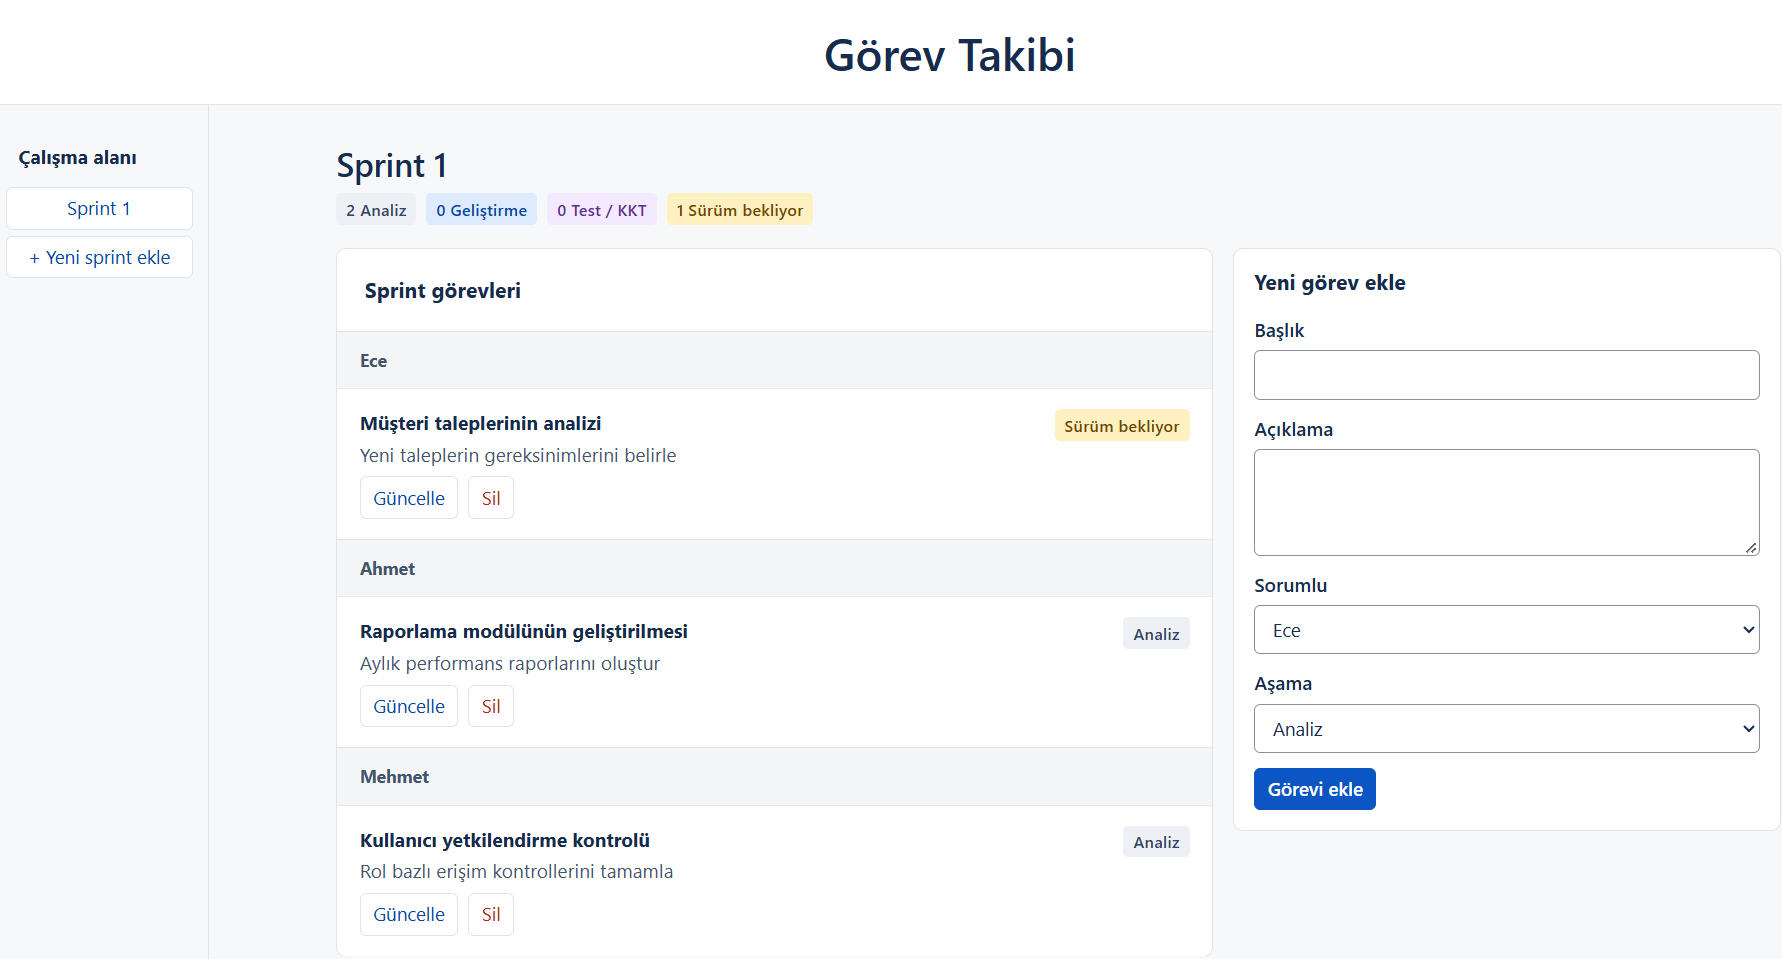 Görev Takibi
Çalışma alanı
Sprint 1
+ Yeni sprint ekle
Sprint 1
2 Analiz 0 Geliştirme 0 Test / KKT 1 Sürüm bekliyor
Sprint görevleri
Ece
Müşteri taleplerinin analizi
Sürüm bekliyor
Yeni taleplerin gereksinimlerini belirle
Güncelle Sil
Ahmet
Raporlama modülünün geliştirilmesi
Analiz
Aylık performans raporlarını oluştur
Güncelle Sil
Mehmet
Kullanıcı yetkilendirme kontrolü
Analiz
Rol bazlı erişim kontrollerini tamamla
Güncelle Sil
Yeni görev ekle
Başlık
Açıklama
Sorumlu
Ece
Aşama
Analiz
Görevi ekle